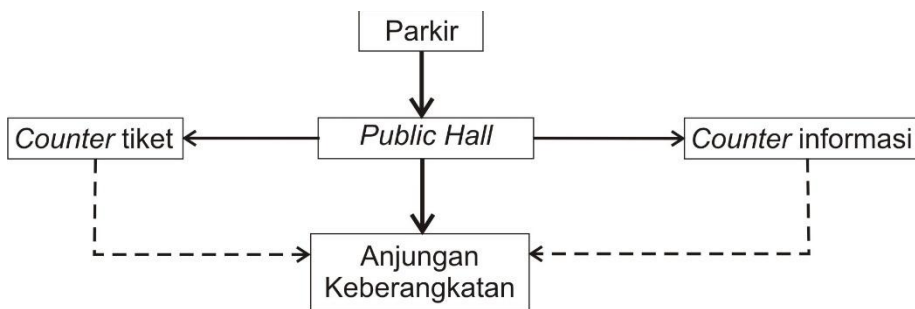 Parkir
Counter tiket
Public Hall
Counter informasi
Anjungan
Keberangkatan